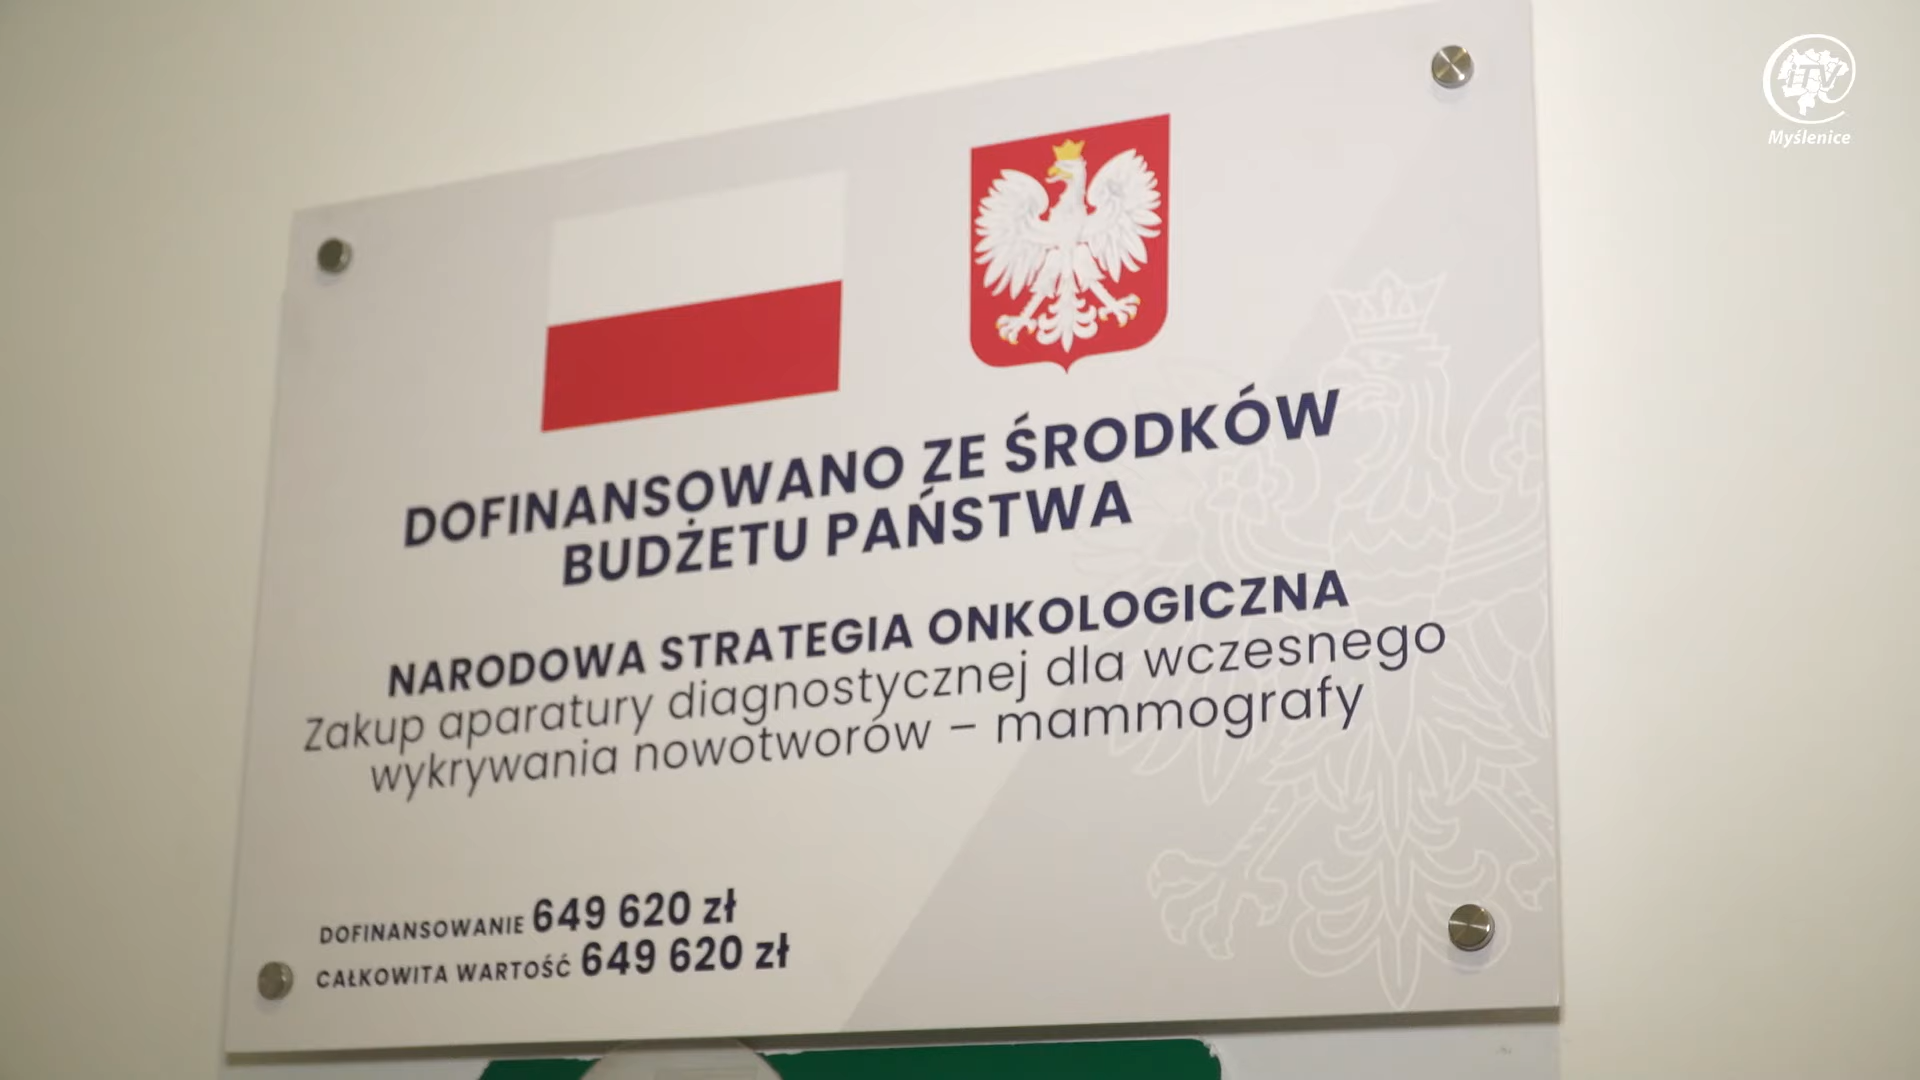 iTV
Myślenice
DOFINANSOWANO ZE ŚRODKÓW
BUDŻETU PAŃSTWA
NARODOWA STRATEGIA ONKOLOGICZNA
Zakup aparatury diagnostycznej dla wczesnego
wykrywania nowotworów – mammografy
DOFINANSOWANIE 649 620 zł
CAŁKOWITA WARTOŚĆ 649 620 zł